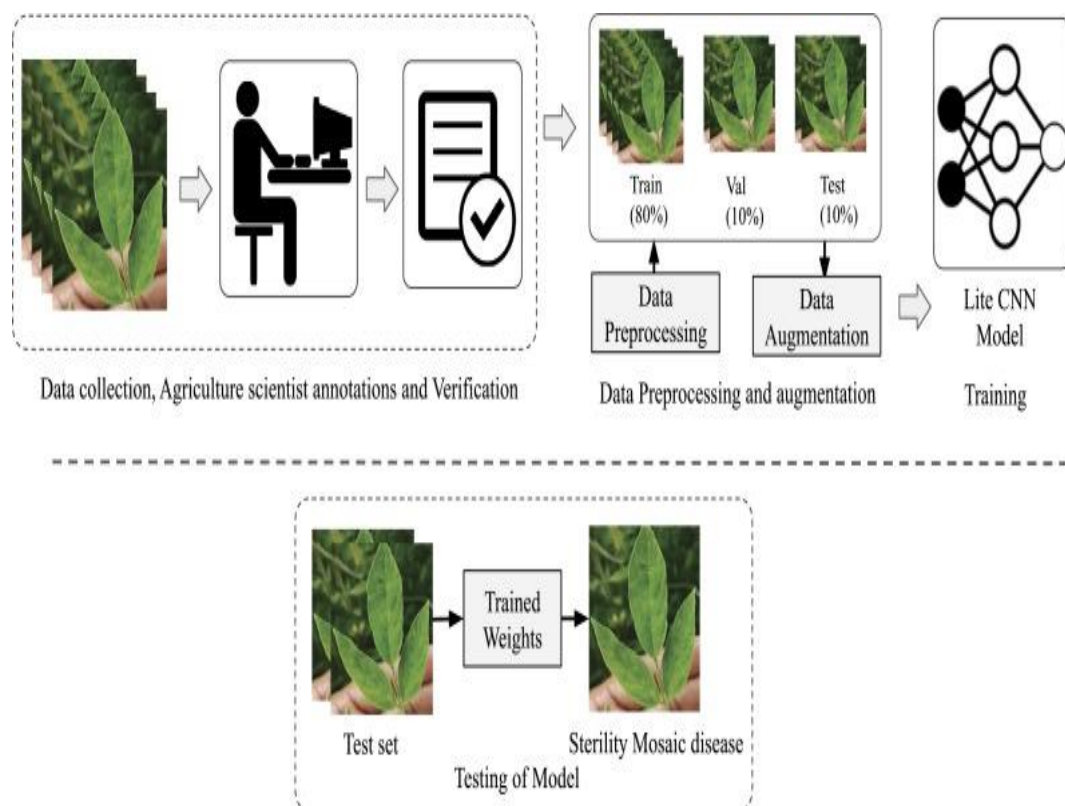 Train
(80%)
Val
(10%)
Test
(10%)
Data
Preprocessing
Data
Augmentation
Lite CNN
Model
Data collection, Agriculture scientist annotations and Verification
Data Preprocessing and augmentation
Training
Trained
Weights
Test set
Sterility Mosaic disease
Testing of Model